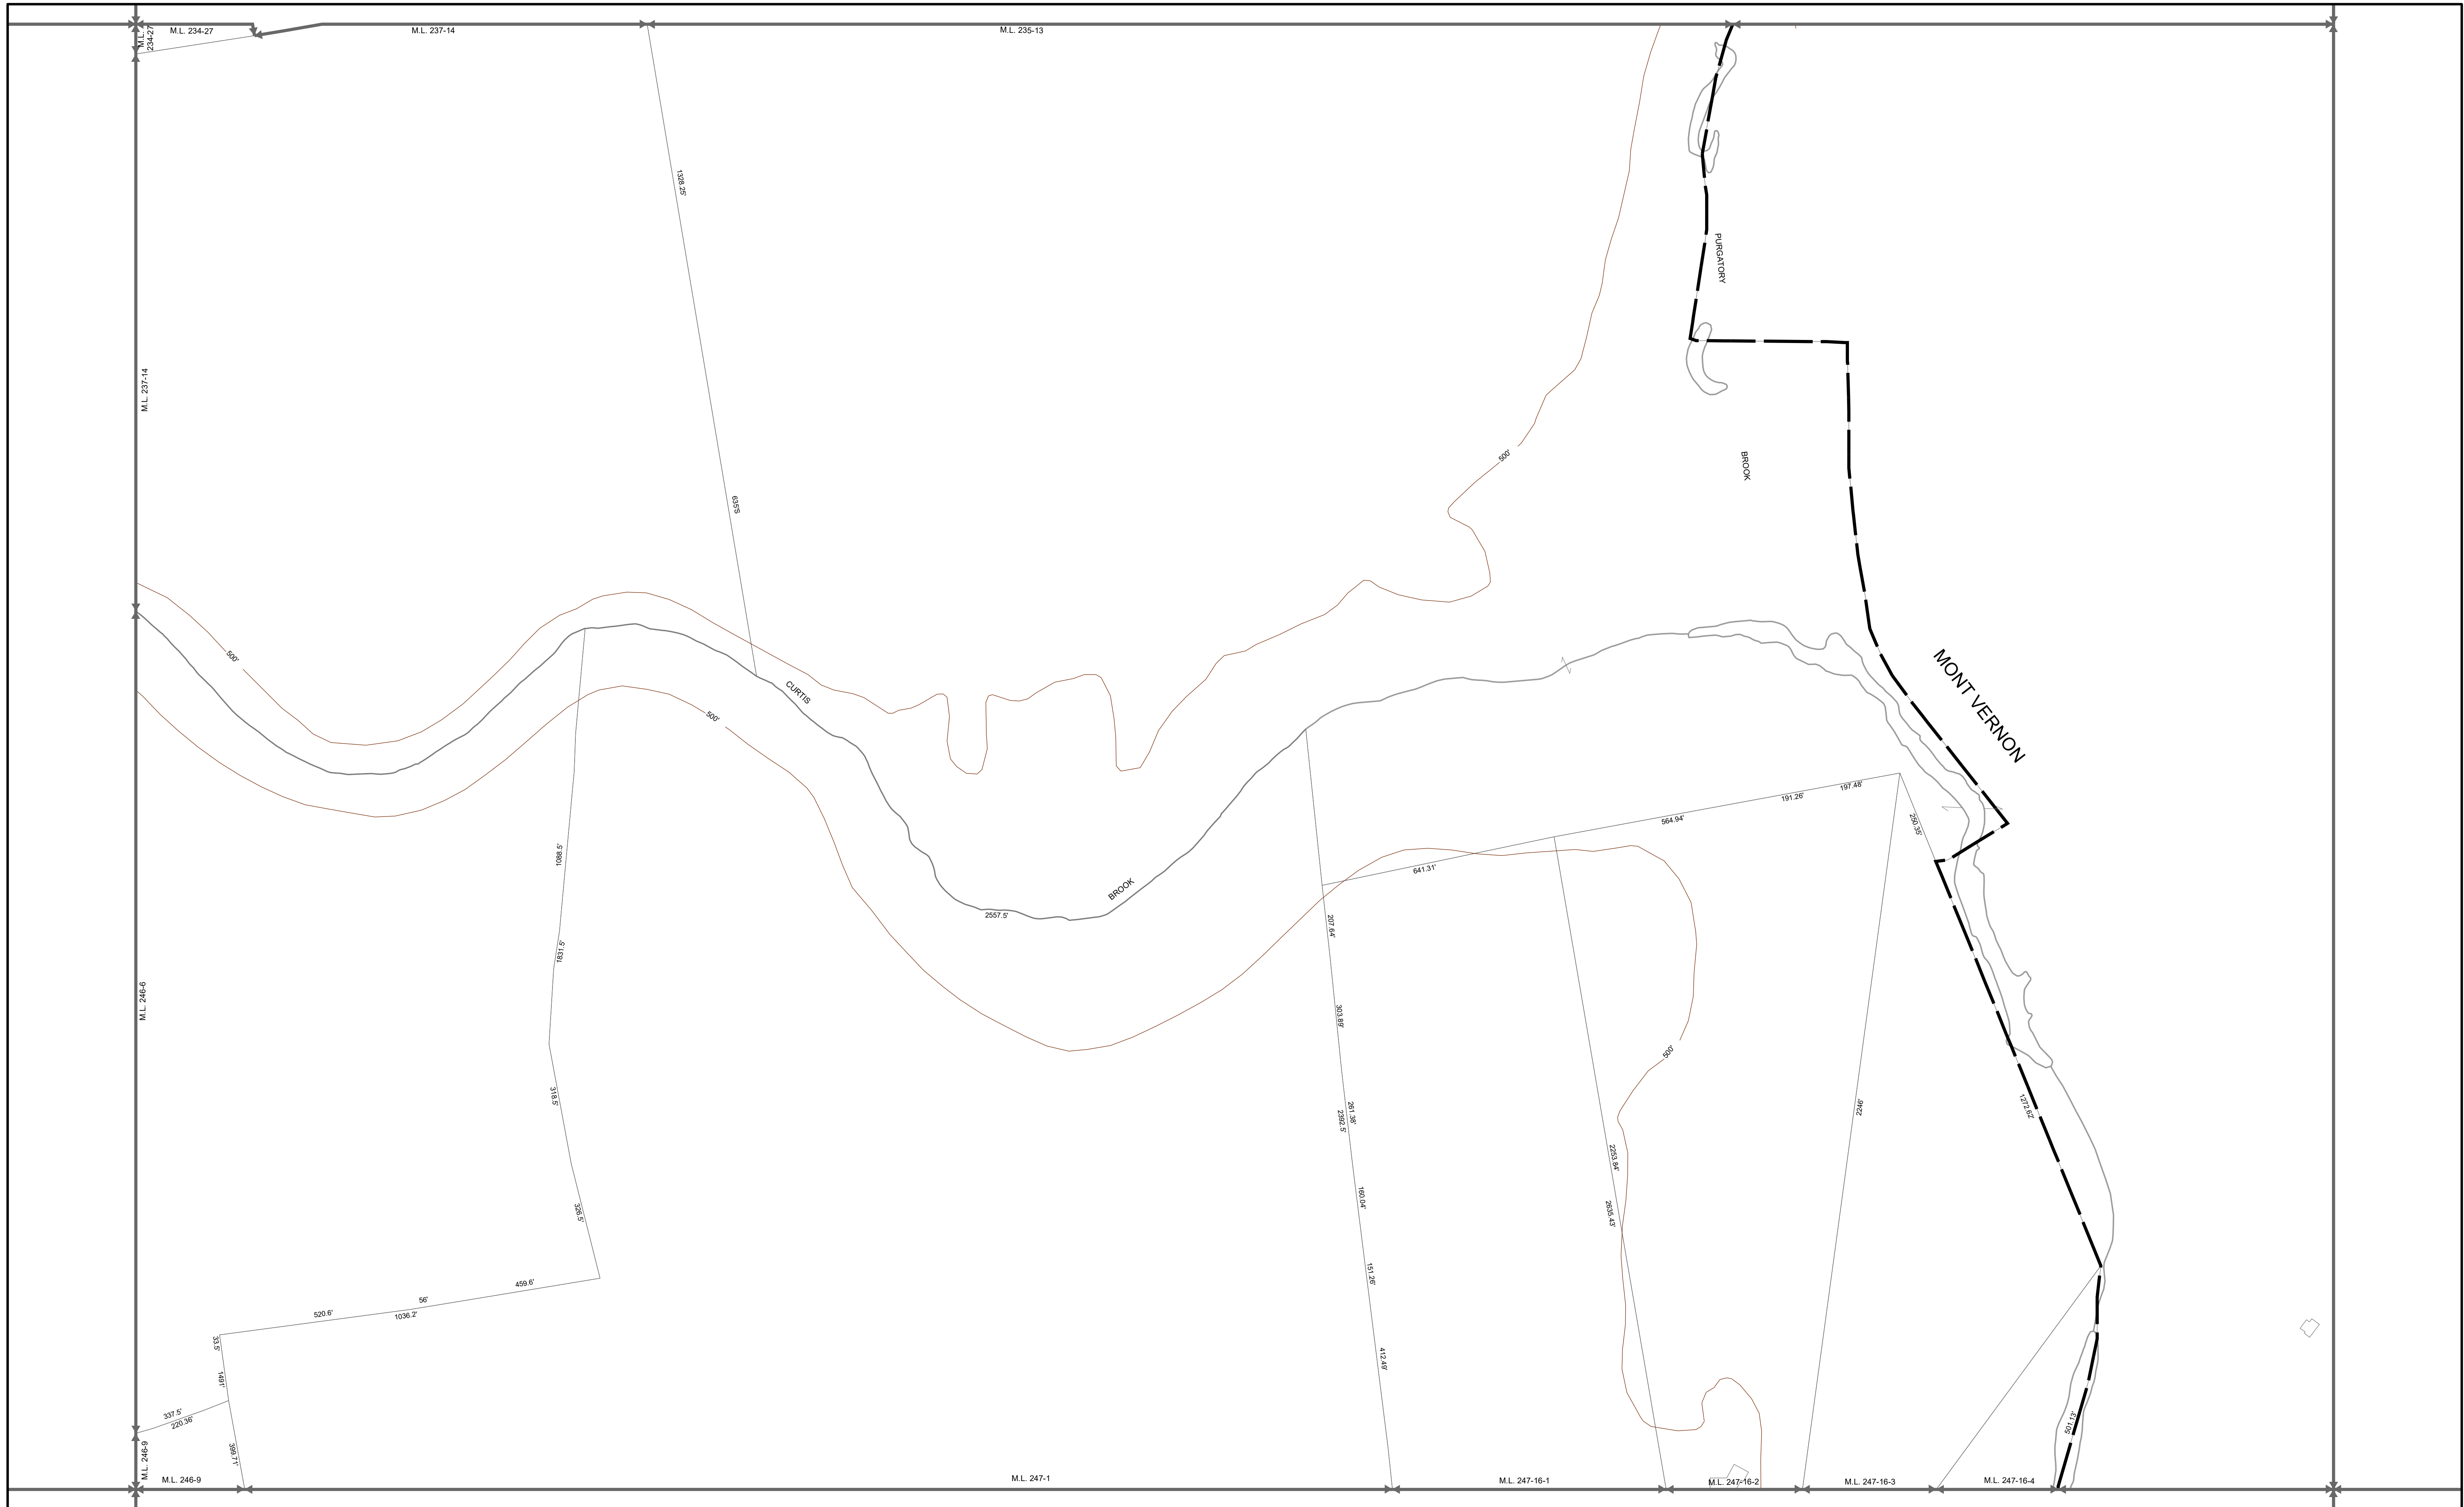 M.L. 234-27
M.L. 234-27
M.L. 237-14
M.L. 235-13
1328.25'
PURGATORY
M.L. 237-14
500'
BROOK
635'S
500'
MONT VERNON
CURTIS
500'
197.48'
191.26'
564.94'
250.35'
1088.5'
641.31'
BROOK
2557.5'
207.64'
1831.5'
M.L. 246-6
303.89'
500'
318.5'
261.38'
2392.5'
2246'
1272.62'
2253.84'
160.04'
326.5'
2635.43'
151.26'
459.6'
56'
520.6'
1036.2'
33.5'
412.49'
1491'
337.5'
220.36'
501.13'
399.71'
M.L. 246-9
M.L. 246-9
M.L. 247-1
M.L. 247-16-1
M.L. 247-16-2
M.L. 247-16-3
M.L. 247-16-4